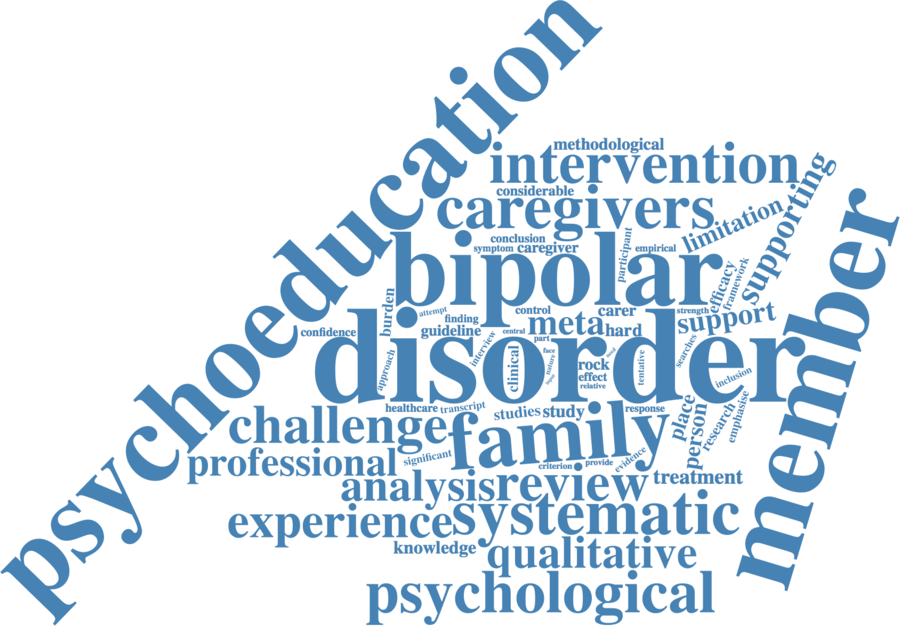 psychoeducation
methodological
intervention
considerable
caregivers
supporting
limitation
member
conclusion
symptom caregiver
participant
empirical
bipolar
efficacy
framework
burden
attempt
control
carer
strength
support
confidence
finding
guideline
central
meta
hard
interview
part
disorder
approach
clinical
face
nature
rock
effect
relative
tentative
searches
inclusion
healthcare
transcript
studies
study
response
place
person
research
emphasise
challenge
family
professional
significant
criterion
provide
evidence
treatment
analysis
review
experience
systematic
knowledge
qualitative
psychological